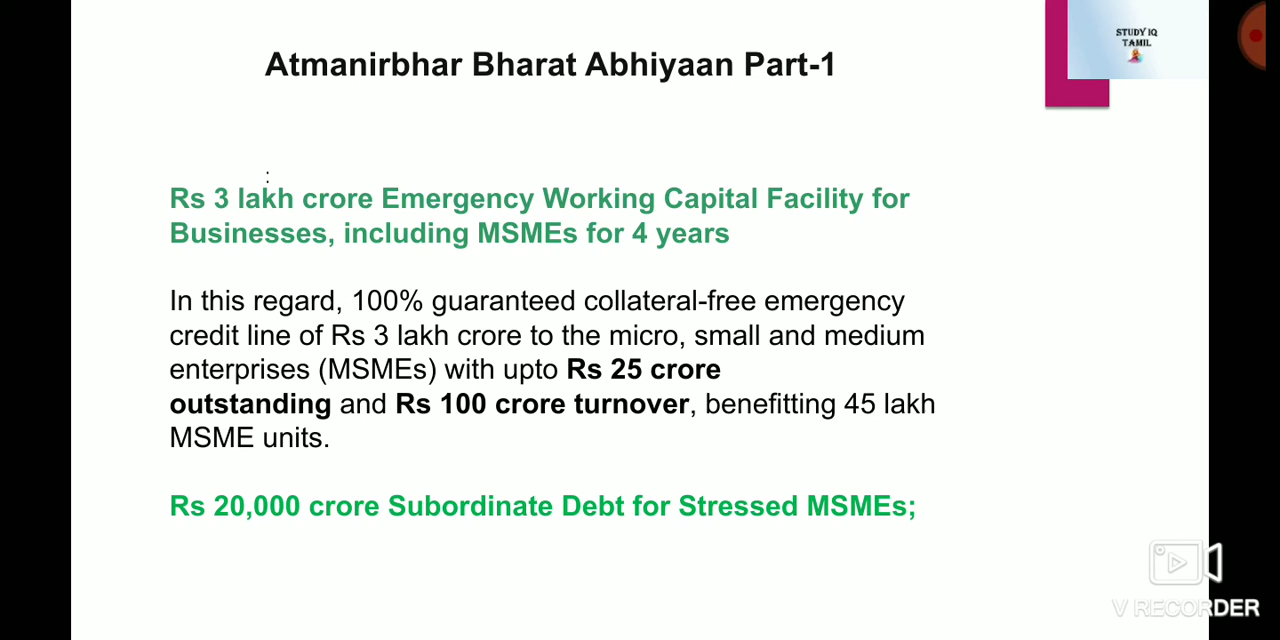 STUDY IQ
TAMIL
Atmanirbhar Bharat Abhiyaan Part-1
:
Rs 3 lakh crore Emergency Working Capital Facility for
Businesses, including MSMEs for 4 years
In this regard, 100% guaranteed collateral-free emergency
credit line of Rs 3 lakh crore to the micro, small and medium
enterprises (MSMEs) with upto Rs 25 crore
outstanding and Rs 100 crore turnover, benefitting 45 lakh
MSME units.
Rs 20,000 crore Subordinate Debt for Stressed MSMEs;
V RECORDER